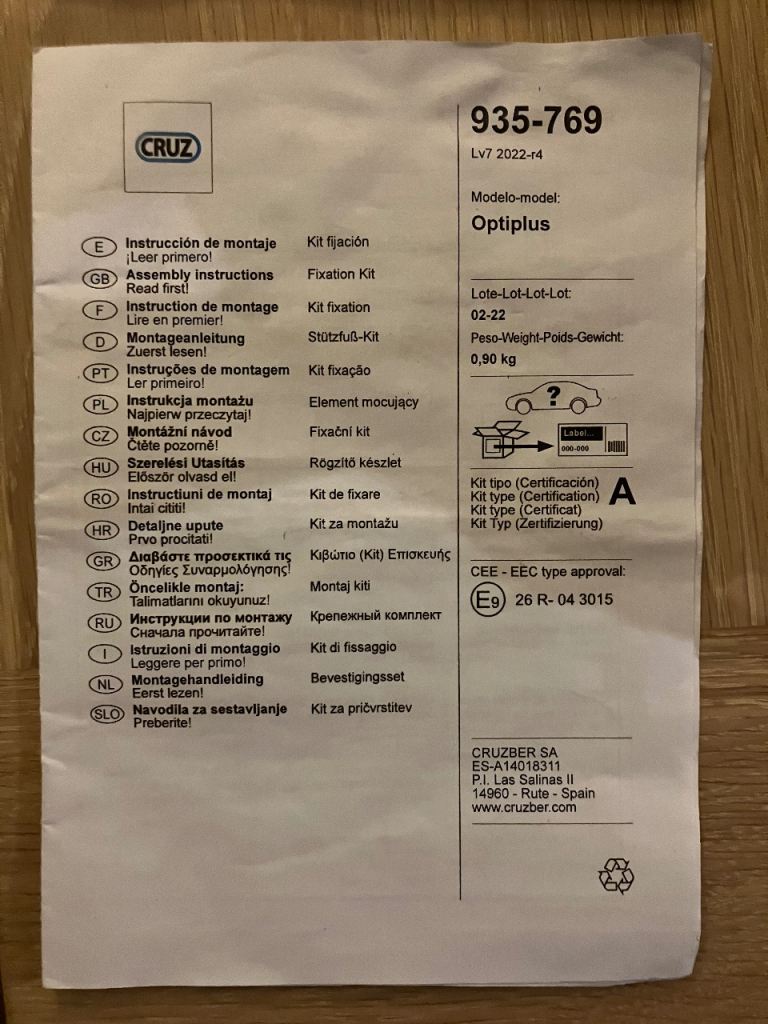 CRUZ
E Instrucción de montaje Kit fijación
¡Leer primero!
GB Assembly instructions Fixation Kit
Read first!
F Instruction de montage Kit fixation
Lire en premier!
D Montageanleitung Stützfuß-Kit
Zuerst lesen!
PT Instruções de montagem Kit fixação
Ler primeiro!
PL Instrukcja montażu Element mocujący
Najpierw przeczytaj!
CZ Montážní návod Fixační kit
Čtěte pozorně!
HU Szerelési Utasítás Rögzítő készlet
Először olvasd el!
RO Instructiuni de montaj Kit de fixare
Intai cititi!
HR Detaljne upute Kit za montažu
Prvo procitati!
GR Διαβάστε προσεκτικά τις Κιβώτιο (Kit) Επισκευής
Οδηγίες Συναρμολόγησης!
TR Öncelikle montaj: Montaj kiti
Talimatlarını okuyunuz!
RU Инструкции по монтажу Крепежный комплект
Сначала прочитайте!
I Istruzioni di montaggio Kit di fissaggio
Leggere per primo!
NL Montagehandleiding Bevestigingsset
Eerst lezen!
SLO Navodila za sestavljanje Kit za pričvrstitev
Preberite!
935-769
Lv7 2022-r4
Modelo-model:
Optiplus
Lote-Lot-Lot-Lot:
02-22
Peso-Weight-Poids-Gewicht:
0,90 kg
?
Label...
000-000
Kit tipo (Certificación)
Kit type (Certification)
Kit type (Certificat)
Kit Typ (Zertifizierung)
A
CEE - EEC type approval:
E9 26 R- 04 3015
CRUZBER SA
ES-A14018311
P.I. Las Salinas II
14960 - Rute - Spain
www.cruzber.com